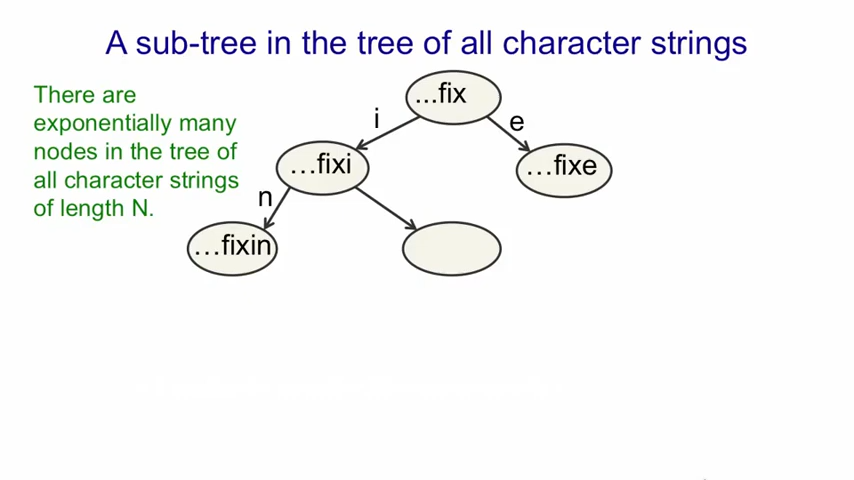 A sub-tree in the tree of all character strings
There are
exponentially many
nodes in the tree of
all character strings
of length N.
...fix
i
e
...fixi
...fixe
n
...fixin